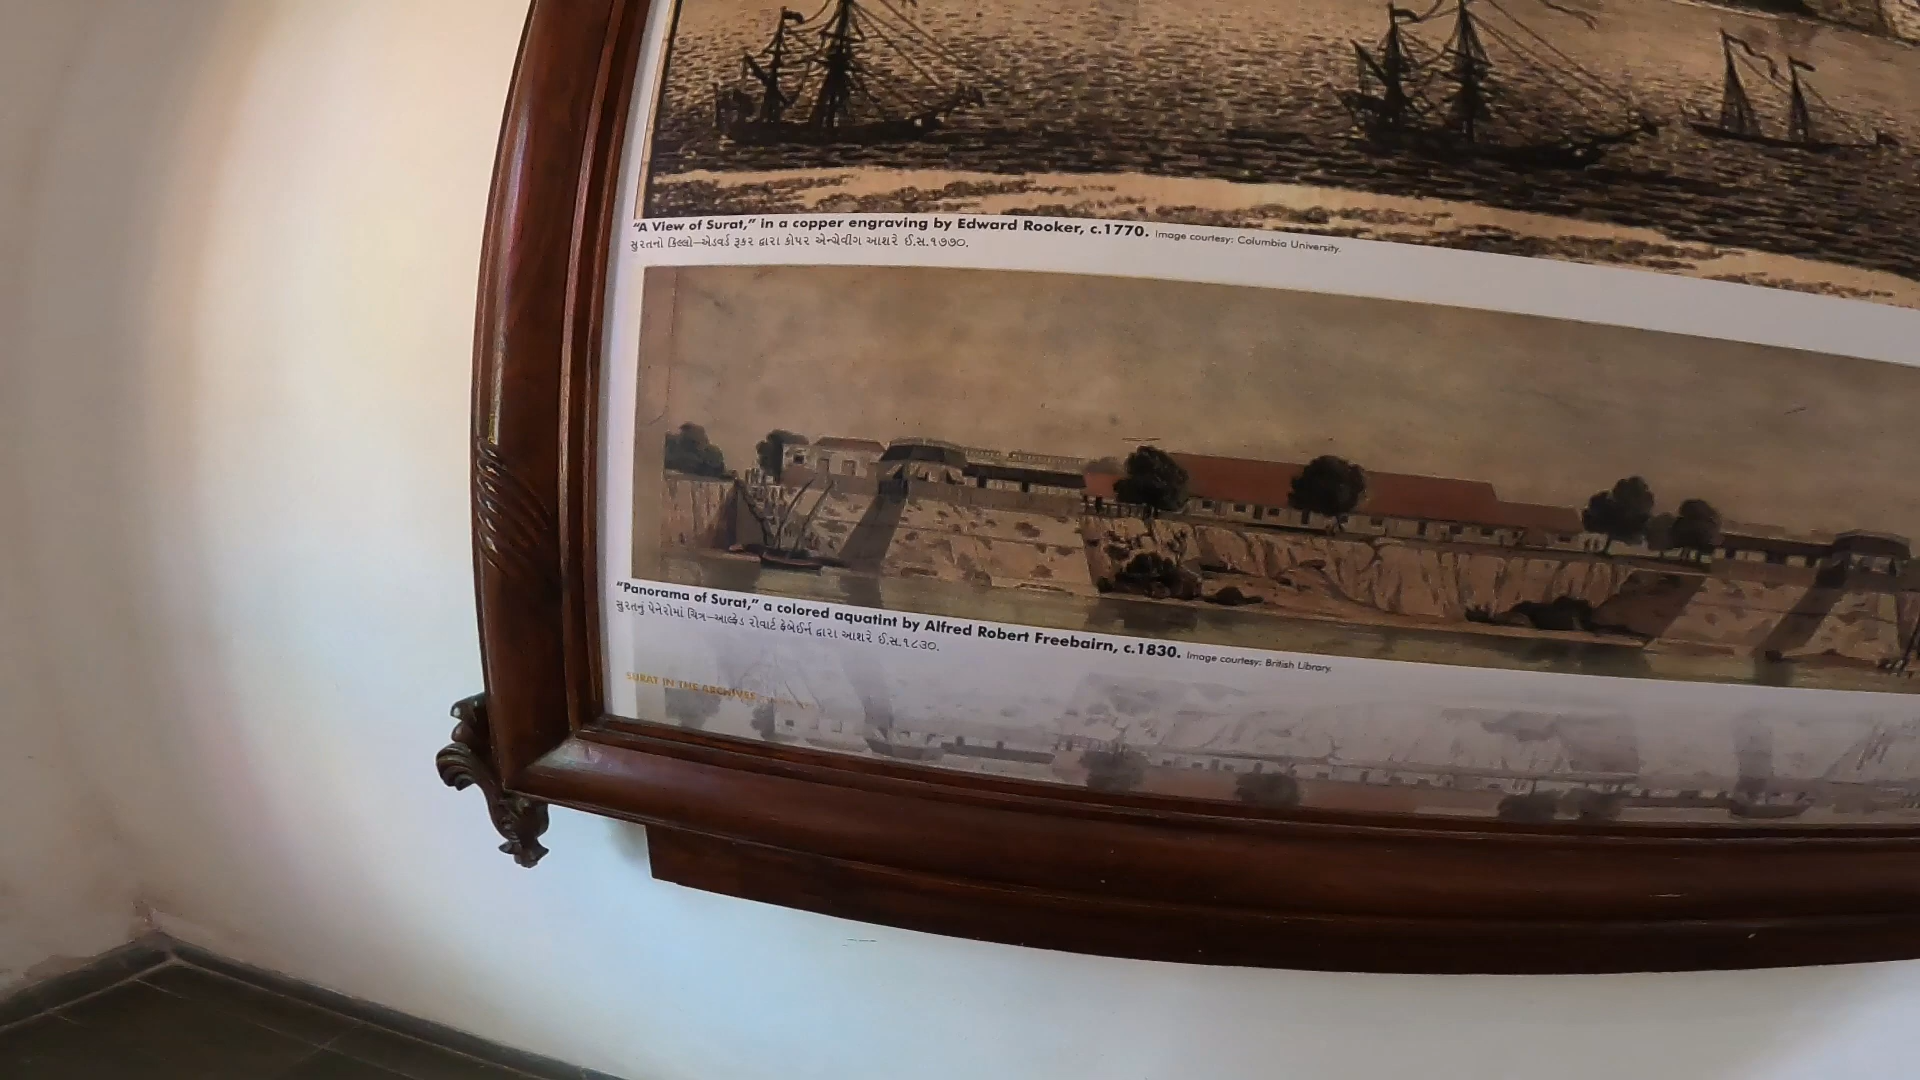 “A View of Surat,” in a copper engraving by Edward Rooker, c.1770. Image courtesy: Columbia University.
સુરતનો કિલ્લો–એડવર્ડ રૂકર દ્વારા કોપર એન્ગ્રેવીંગ આશરે ઈ.સ.૧૭૭૦.
“Panorama of Surat,” a colored aquatint by Alfred Robert Freebairn, c.1830. Image courtesy: British Library.
સુરતનું પેનેરોમાં ચિત્ર–આલ્ફ્રેડ રોબાર્ટ ફ્રેબેઈર્ન દ્વારા આશરે ઈ.સ.૧૮૩૦.
SURAT IN THE ARCHIVES